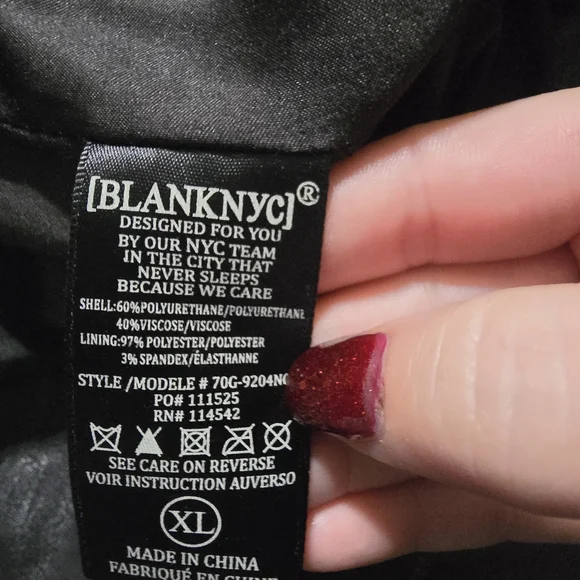 [BLANKNYC]®
DESIGNED FOR YOU
BY OUR NYC TEAM
IN THE CITY THAT
NEVER SLEEPS
BECAUSE WE CARE
SHELL:60%POLYURETHANE/POLYURETHANE
40%VISCOSE/VISCOSE
LINING:97% POLYESTER/POLYESTER
3% SPANDEX/ÉLASTHANNE
STYLE /MODELE # 70G-9204NC
PO# 111525
RN# 114542
SEE CARE ON REVERSE
VOIR INSTRUCTION AUVERSO
XL
MADE IN CHINA
FABRIQUÉ EN CHINE